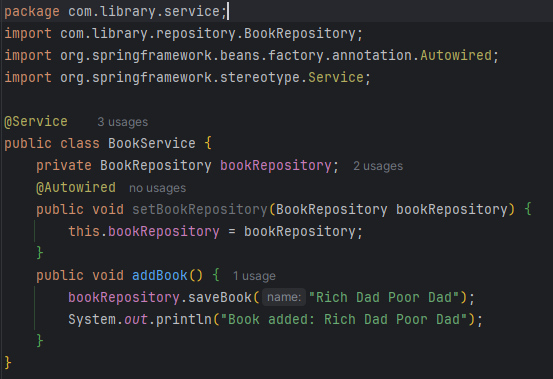 package com.library.service;
import com.library.repository.BookRepository;
import org.springframework.beans.factory.annotation.Autowired;
import org.springframework.stereotype.Service;
@Service 3 usages
public class BookService {
private BookRepository bookRepository; 2 usages
@Autowired no usages
public void setBookRepository(BookRepository bookRepository) {
this.bookRepository = bookRepository;
}
public void addBook() { 1 usage
bookRepository.saveBook( name: "Rich Dad Poor Dad");
System.out.println("Book added: Rich Dad Poor Dad");
}
}